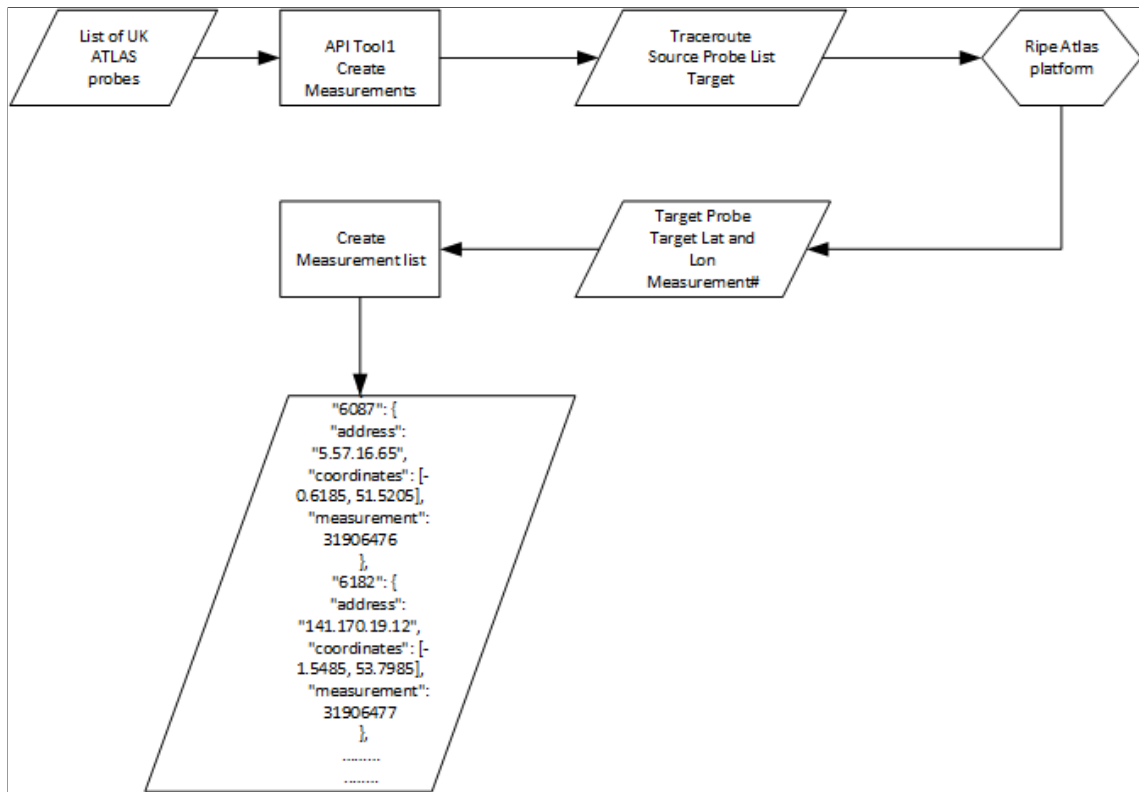 List of UK
ATLAS
probes
API Tool1
Create
Measurements
Traceroute
Source Probe List
Target
Ripe Atlas
platform
Target Probe
Target Lat and
Lon
Measurement#
Create
Measurement list
"6087": {
"address":
"5.57.16.65",
"coordinates": [-
0.6185, 51.5205],
"measurement":
31906476
},
"6182": {
"address":
"141.170.19.12",
"coordinates": [-
1.5485, 53.7985],
"measurement":
31906477
},
.........
........